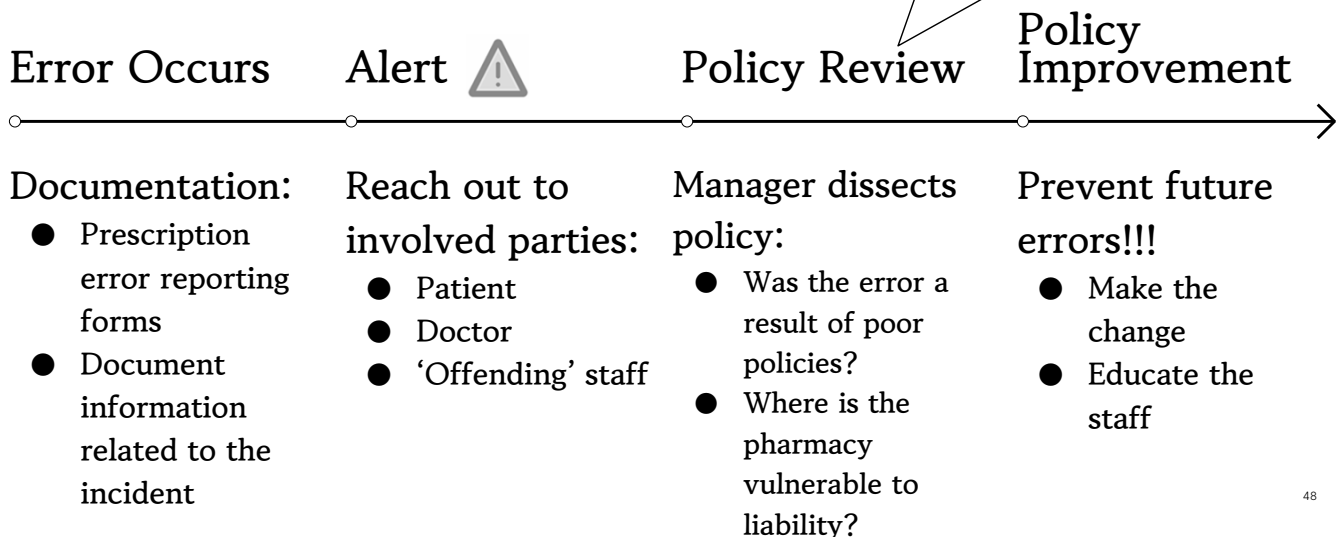 Error Occurs
Alert
Policy Review
Policy
Improvement
Documentation:
● Prescription
error reporting
forms
● Document
information
related to the
incident
Reach out to
involved parties:
● Patient
● Doctor
● ‘Offending’ staff
Manager dissects
policy:
● Was the error a
result of poor
policies?
● Where is the
pharmacy
vulnerable to
liability?
Prevent future
errors!!!
● Make the
change
● Educate the
staff
48